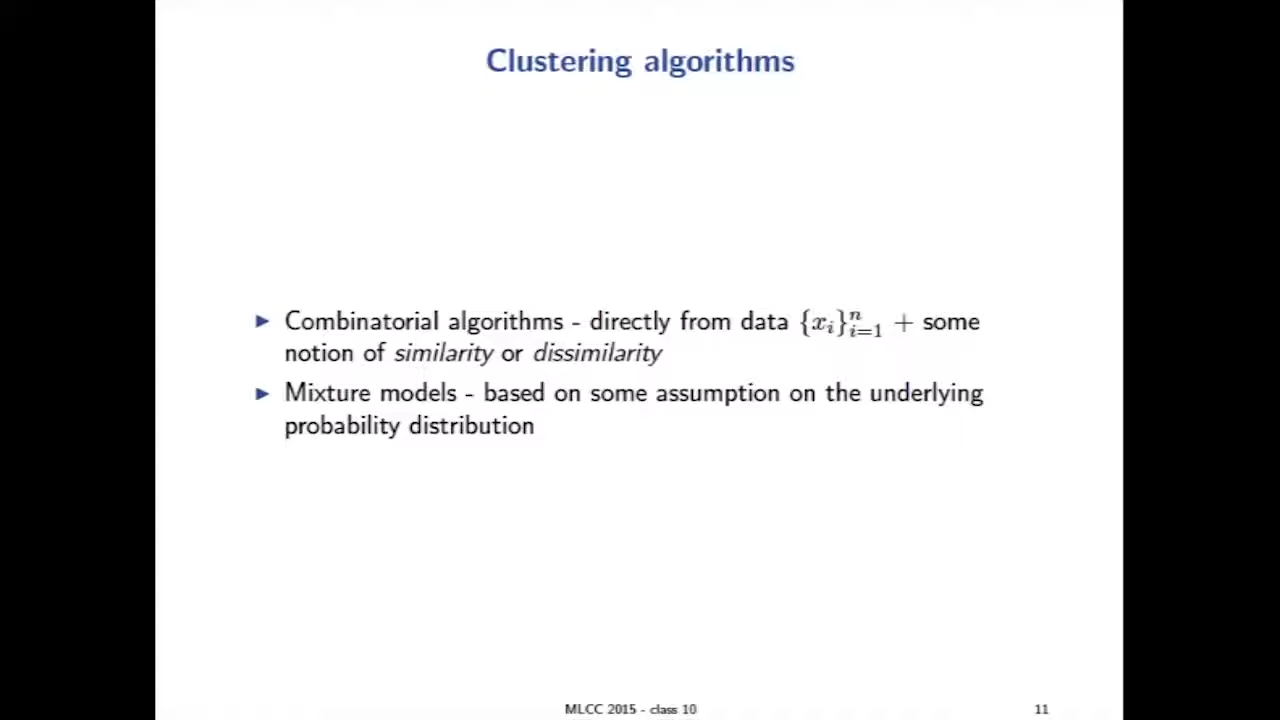 Clustering algorithms
▶ Combinatorial algorithms - directly from data $\{x_i\}_{i=1}^n$ + some
notion of similarity or dissimilarity
▶ Mixture models - based on some assumption on the underlying
probability distribution
MLCC 2015 - class 10
11